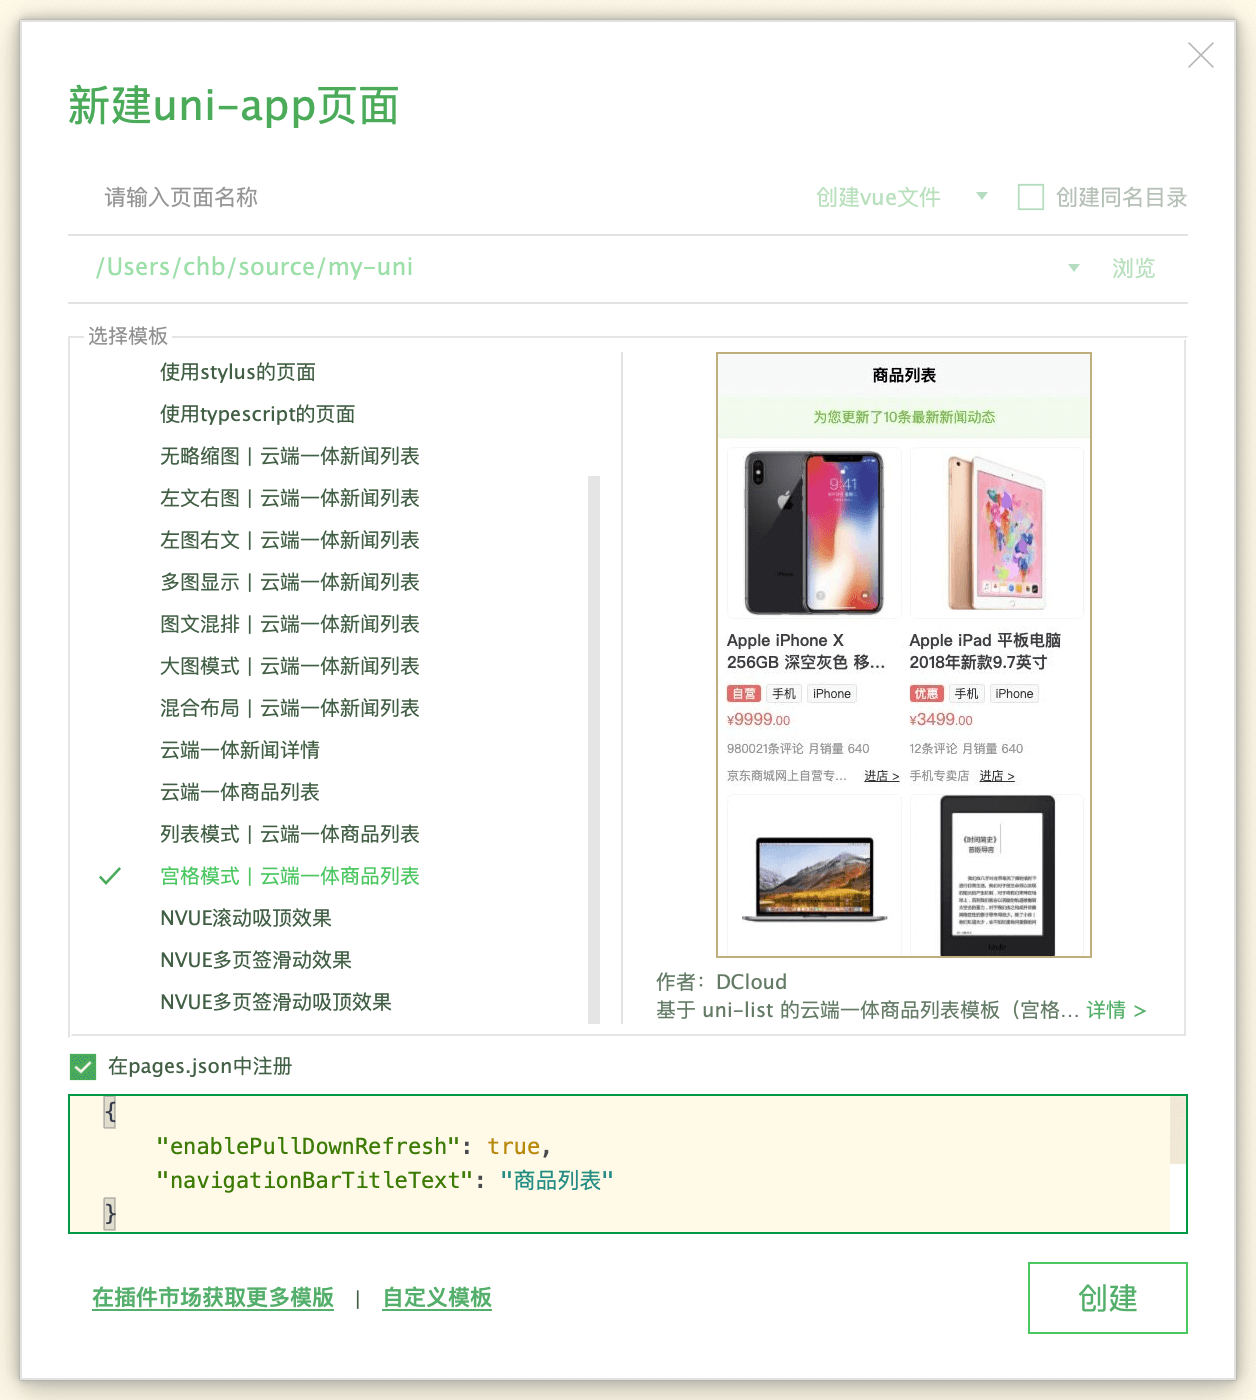 新建uni-app页面
请输入页面名称
创建vue文件
创建同名目录
/Users/chb/source/my-uni
浏览
选择模板
使用stylus的页面
使用typescript的页面
无略缩图 | 云端一体新闻列表
左文右图 | 云端一体新闻列表
左图右文 | 云端一体新闻列表
多图显示 | 云端一体新闻列表
图文混排 | 云端一体新闻列表
大图模式 | 云端一体新闻列表
混合布局 | 云端一体新闻列表
云端一体新闻详情
云端一体商品列表
列表模式 | 云端一体商品列表
宫格模式 | 云端一体商品列表
NVUE滚动吸顶效果
NVUE多页签滑动效果
NVUE多页签滑动吸顶效果
商品列表
为您更新了10条最新新闻动态
9:41
Apple iPhone X
256GB 深空灰色 移...
自营 手机 iPhone
¥9999.00
980021条评论 月销量 640
京东商城网上自营专... 进店 >
Apple iPad 平板电脑
2018年新款9.7英寸
优惠 手机 iPhone
¥3499.00
12条评论 月销量 640
手机专卖店 进店 >
《时间简史》
kindle
作者：DCloud
基于 uni-list 的云端一体商品列表模板（宫格... 详情 >
在pages.json中注册
{
"enablePullDownRefresh": true,
"navigationBarTitleText": "商品列表"
}
在插件市场获取更多模版 | 自定义模板
创建